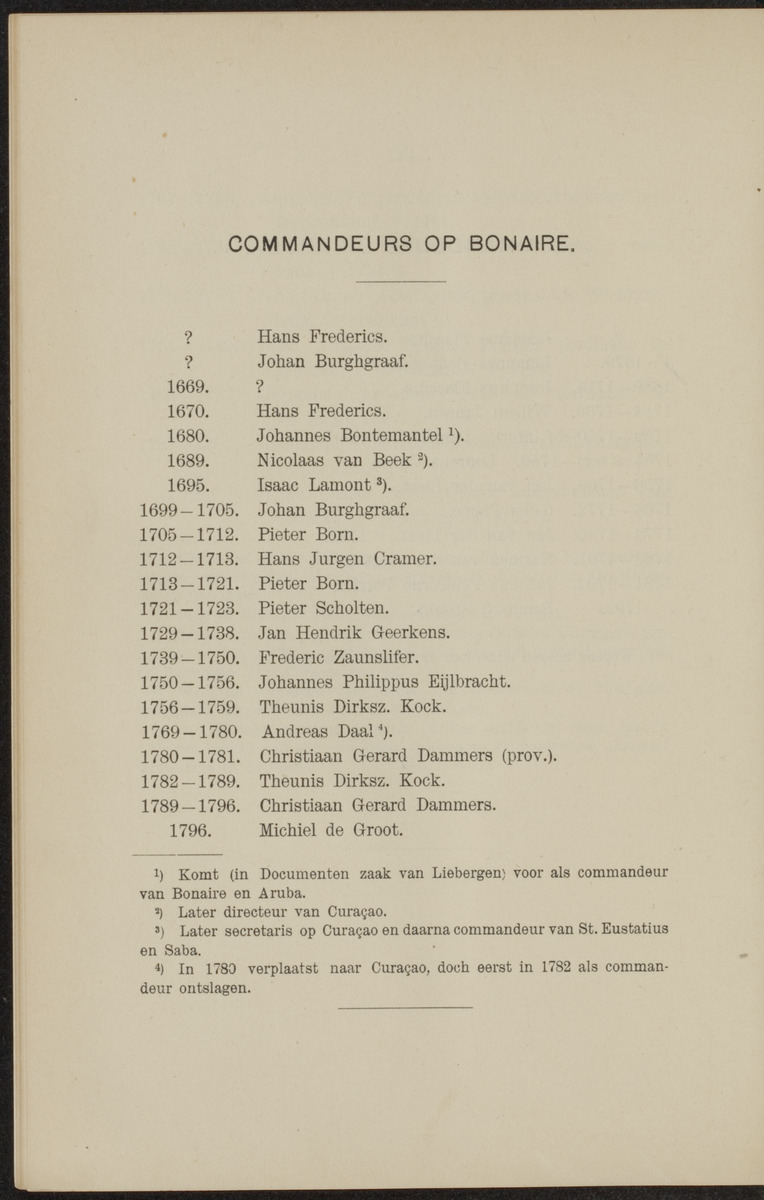 COMMANDEURS OP BONAIRE.
? Hans Frederics.
? Johan Burghgraaf.
1669. ?
1670. Hans Frederics.
1680. Johannes Bontemantel ¹).
1689. Nicolaas van Beek ²).
1695. Isaac Lamont ³).
1699—1705. Johan Burghgraaf.
1705—1712. Pieter Born.
1712—1713. Hans Jurgen Cramer.
1713—1721. Pieter Born.
1721—1723. Pieter Scholten.
1729—1738. Jan Hendrik Geerkens.
1739—1750. Frederic Zaunslifer.
1750—1756. Johannes Philippus Eijlbracht.
1756—1759. Theunis Dirksz. Kock.
1769—1780. Andreas Daal ⁴).
1780—1781. Christiaan Gerard Dammers (prov.).
1782—1789. Theunis Dirksz. Kock.
1789—1796. Christiaan Gerard Dammers.
1796. Michiel de Groot.
¹) Komt (in Documenten zaak van Liebergen) voor als commandeur
van Bonaire en Aruba.
²) Later directeur van Curaçao.
³) Later secretaris op Curaçao en daarna commandeur van St. Eustatius
en Saba.
⁴) In 1780 verplaatst naar Curaçao, doch eerst in 1782 als comman-
deur ontslagen.